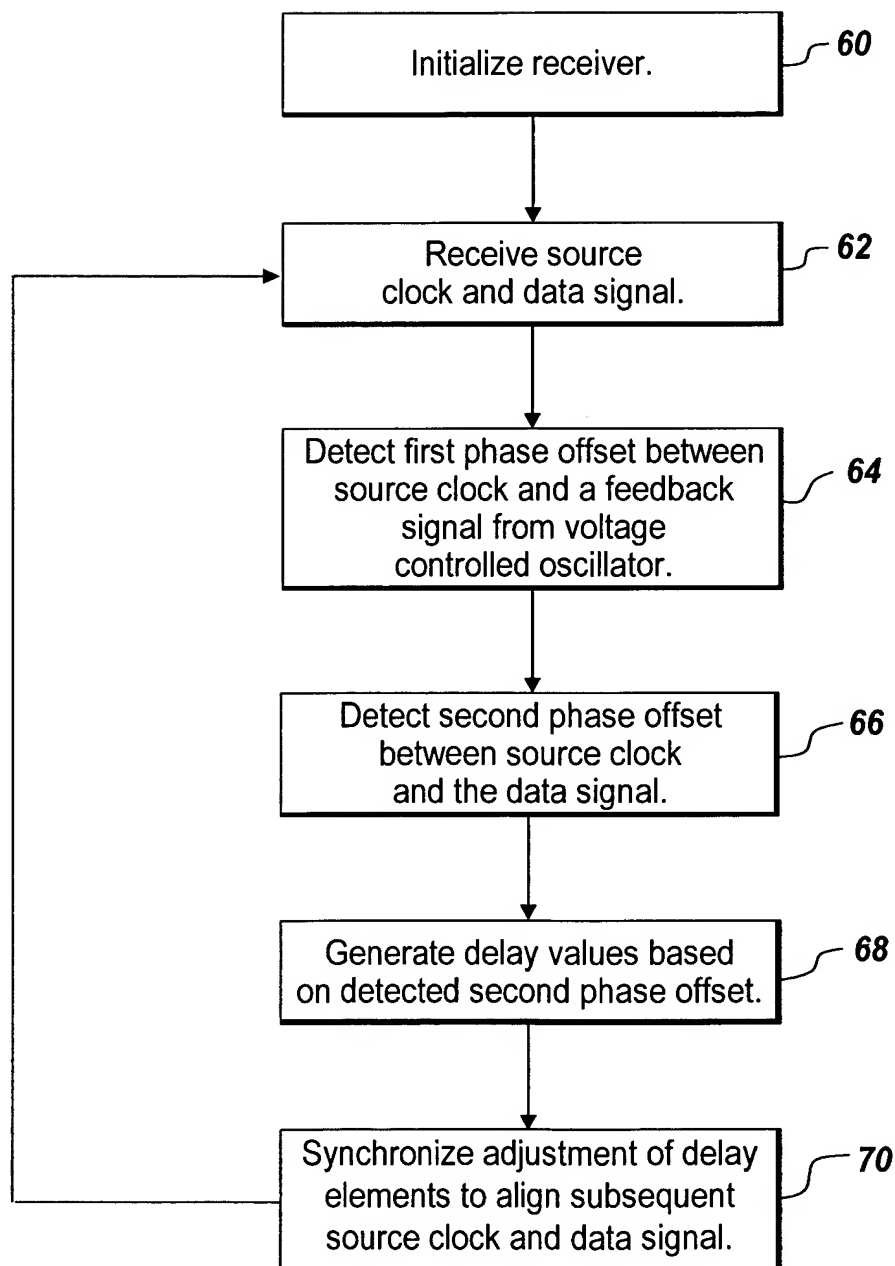 Initialize receiver.
60
Receive source
clock and data signal.
62
Detect first phase offset between
source clock and a feedback
signal from voltage
controlled oscillator.
64
Detect second phase offset
between source clock
and the data signal.
66
Generate delay values based
on detected second phase offset.
68
Synchronize adjustment of delay
elements to align subsequent
source clock and data signal.
70